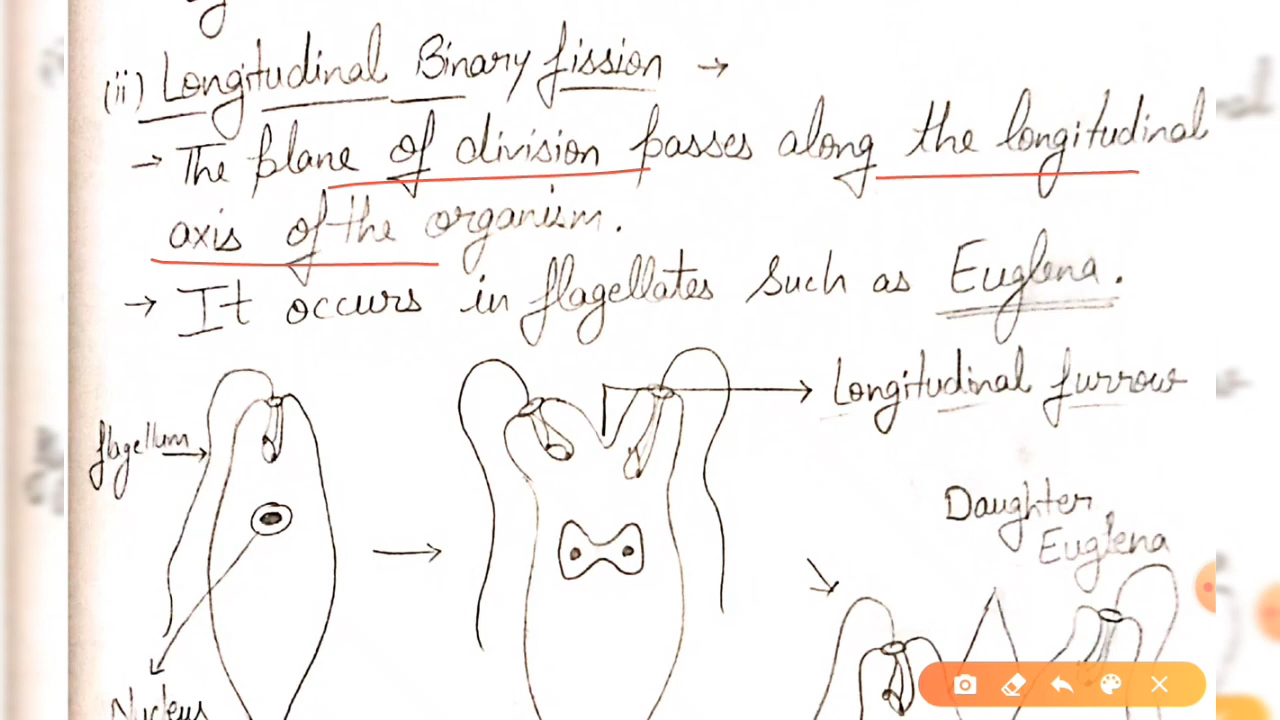 (ii) Longitudinal Binary fission →
→ The plane of division passes along the longitudinal
axis of the organism.
→ It occurs in flagellates such as Euglena.
Longitudinal furrow
flagellum
Daughter
Euglena
Nucleus